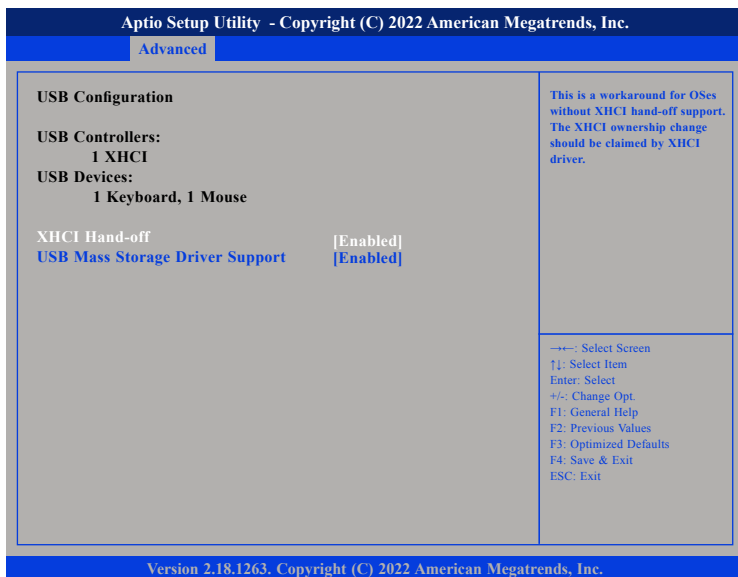 Aptio Setup Utility - Copyright (C) 2022 American Megatrends, Inc.
Advanced
USB Configuration
USB Controllers:
1 XHCI
USB Devices:
1 Keyboard, 1 Mouse
XHCI Hand-off [Enabled]
USB Mass Storage Driver Support [Enabled]
This is a workaround for OSes
without XHCI hand-off support.
The XHCI ownership change
should be claimed by XHCI
driver.
→←: Select Screen
↑↓: Select Item
Enter: Select
+/-: Change Opt.
F1: General Help
F2: Previous Values
F3: Optimized Defaults
F4: Save & Exit
ESC: Exit
Version 2.18.1263. Copyright (C) 2022 American Megatrends, Inc.